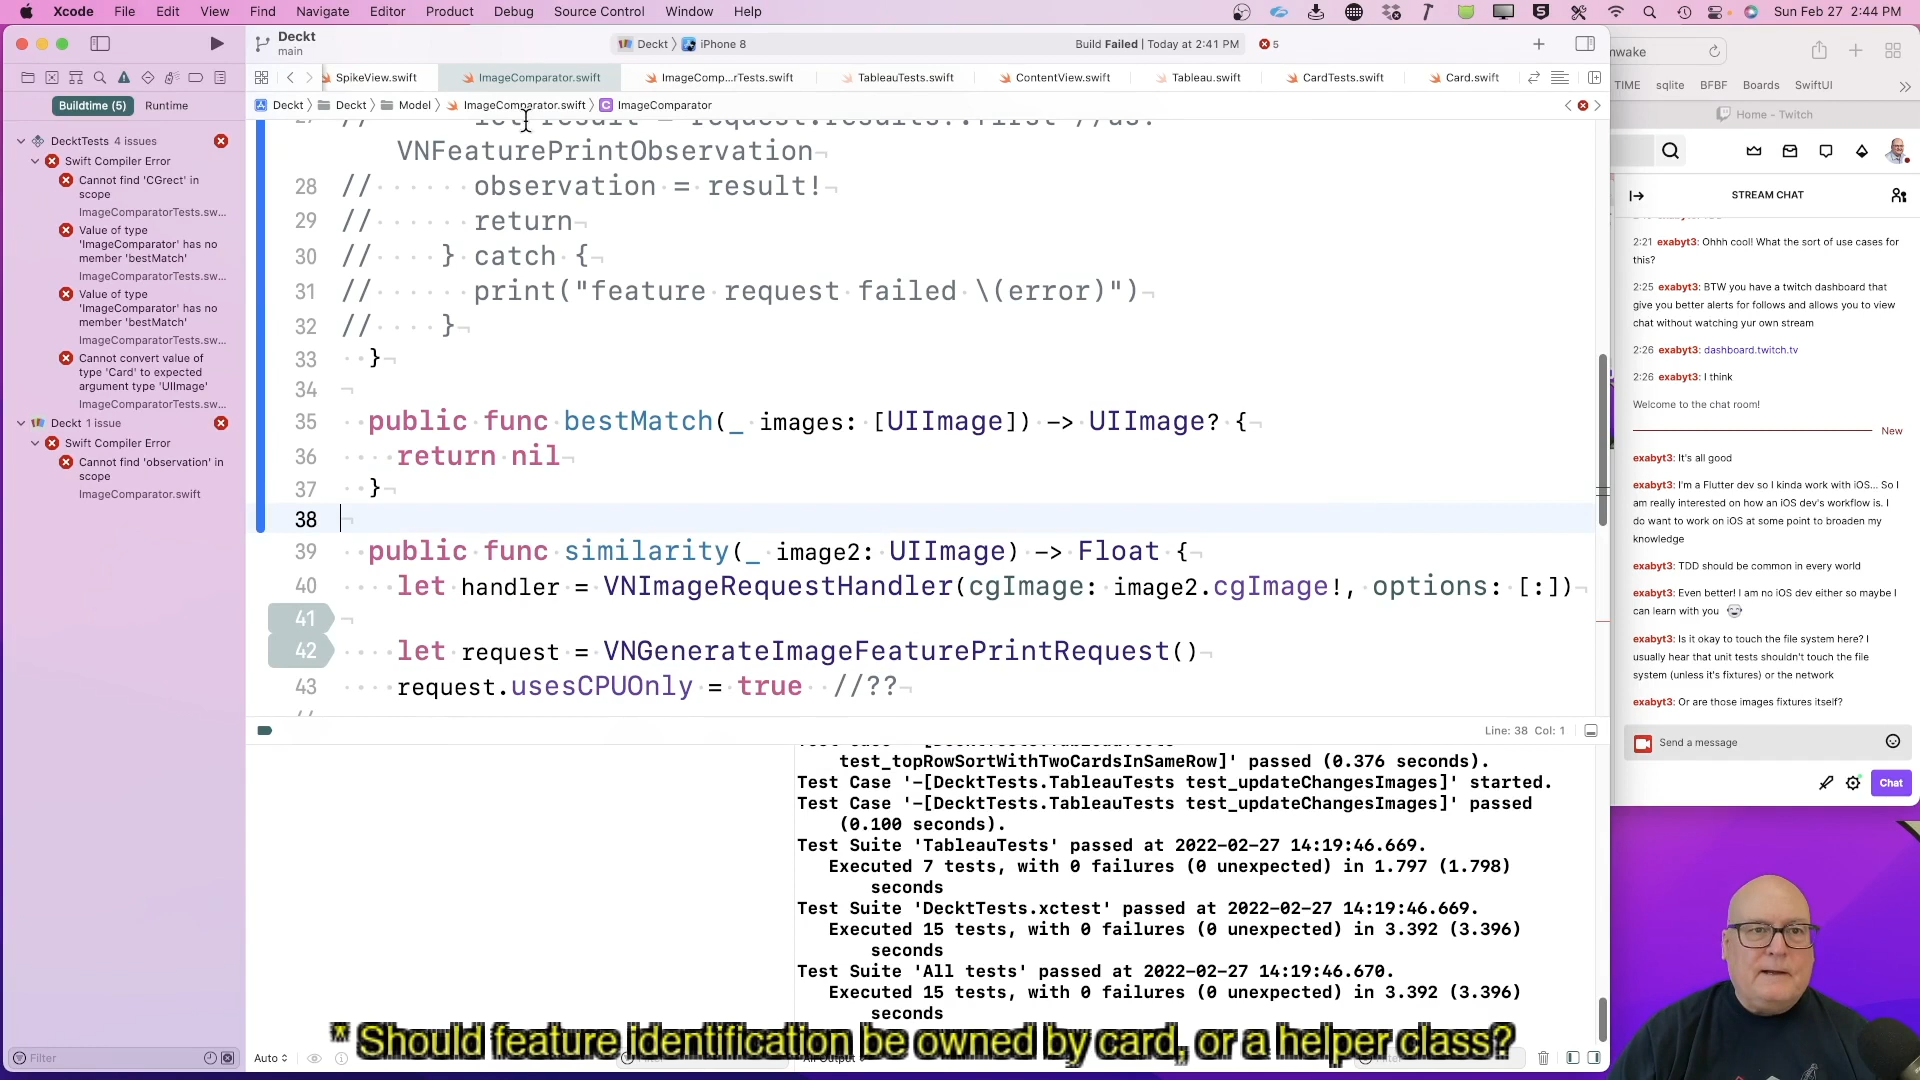 Xcode File Edit View Find Navigate Editor Product Debug Source Control Window Help Sun Feb 27 2:44 PM
Deckt
main
Deckt iPhone 8 Build Failed | Today at 2:41 PM 5
SpikeView.swift ImageComparator.swift ImageComp...rTests.swift TableauTests.swift ContentView.swift Tableau.swift CardTests.swift Card.swift
Deckt Deckt Model ImageComparator.swift ImageComparator
Buildtime (5) Runtime
DecktTests 4 issues
Swift Compiler Error
Cannot find 'CGrect' in
scope
ImageComparatorTests.sw...
Value of type
'ImageComparator' has no
member 'bestMatch'
ImageComparatorTests.sw...
Value of type
'ImageComparator' has no
member 'bestMatch'
ImageComparatorTests.sw...
Cannot convert value of
type 'Card' to expected
argument type 'UIImage'
ImageComparatorTests.sw...
Deckt 1 issue
Swift Compiler Error
Cannot find 'observation' in
scope
ImageComparator.swift
Filter
VNFeaturePrintObservation
28 // observation = result!
29 // return
30 // } catch {
31 // print("feature request failed \(error)")
32 // }
33 }
34
35 public func bestMatch(_ images: [UIImage]) -> UIImage? {
36 return nil
37 }
38
39 public func similarity(_ image2: UIImage) -> Float {
40 let handler = VNImageRequestHandler(cgImage: image2.cgImage!, options: [:])
41
42 let request = VNGenerateImageFeaturePrintRequest()
43 request.usesCPUOnly = true //??
Line: 38 Col: 1
test_topRowSortWithTwoCardsInSameRow]' passed (0.376 seconds).
Test Case '-[DecktTests.TableauTests test_updateChangesImages]' started.
Test Case '-[DecktTests.TableauTests test_updateChangesImages]' passed
(0.100 seconds).
Test Suite 'TableauTests' passed at 2022-02-27 14:19:46.669.
Executed 7 tests, with 0 failures (0 unexpected) in 1.797 (1.798)
seconds
Test Suite 'DecktTests.xctest' passed at 2022-02-27 14:19:46.669.
Executed 15 tests, with 0 failures (0 unexpected) in 3.392 (3.396)
seconds
Test Suite 'All tests' passed at 2022-02-27 14:19:46.670.
Executed 15 tests, with 0 failures (0 unexpected) in 3.392 (3.396)
seconds
* Should feature identification be owned by card, or a helper class?
Auto
nwake
TIME sqlite BFBF Boards SwiftUI
Home - Twitch
STREAM CHAT
2:21 exabyt3: Ohhh cool! What the sort of use cases for
this?
2:25 exabyt3: BTW you have a twitch dashboard that
give you better alerts for follows and allows you to view
chat without watching yur own stream
2:26 exabyt3: dashboard.twitch.tv
2:26 exabyt3: I think
Welcome to the chat room!
New
exabyt3: It's all good
exabyt3: I'm a Flutter dev so I kinda work with iOS... So I
am really interested on how an iOS dev's workflow is. I
do want to work on iOS at some point to broaden my
knowledge
exabyt3: TDD should be common in every world
exabyt3: Even better! I am no iOS dev either so maybe I
can learn with you
exabyt3: Is it okay to touch the file system here? I
usually hear that unit tests shouldn't touch the file
system (unless it's fixtures) or the network
exabyt3: Or are those images fixtures itself?
Send a message
Chat